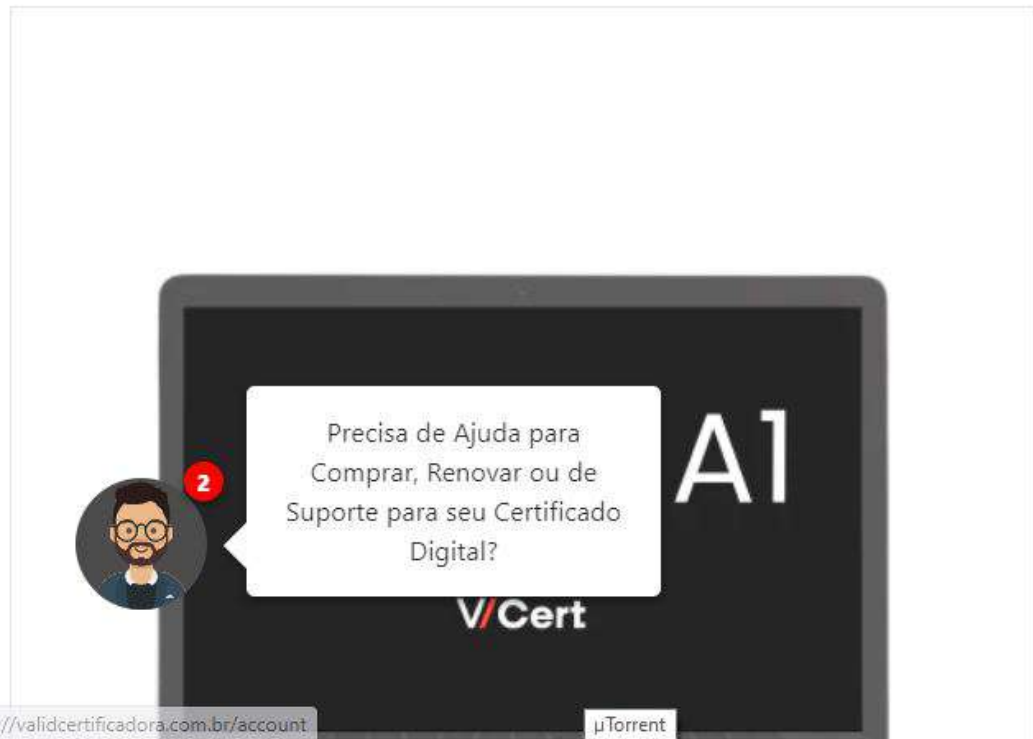 A1
Precisa de Ajuda para
Comprar, Renovar ou de
Suporte para seu Certificado
Digital?
2
V/Cert
//validcertificadora.com.br/account
µTorrent